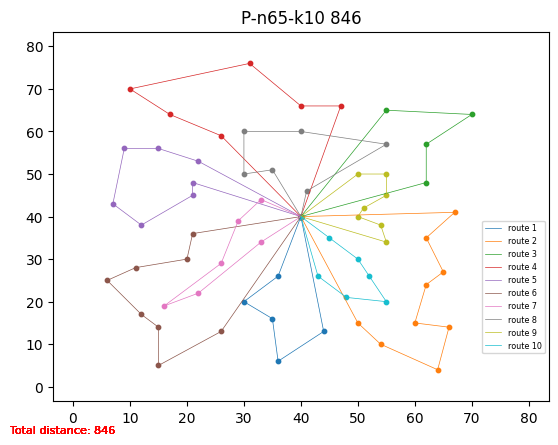 P-n65-k10 846
80
70
60
50
40
30
20
10
0
0 10 20 30 40 50 60 70 80
route 1
route 2
route 3
route 4
route 5
route 6
route 7
route 8
route 9
route 10
Total distance: 846